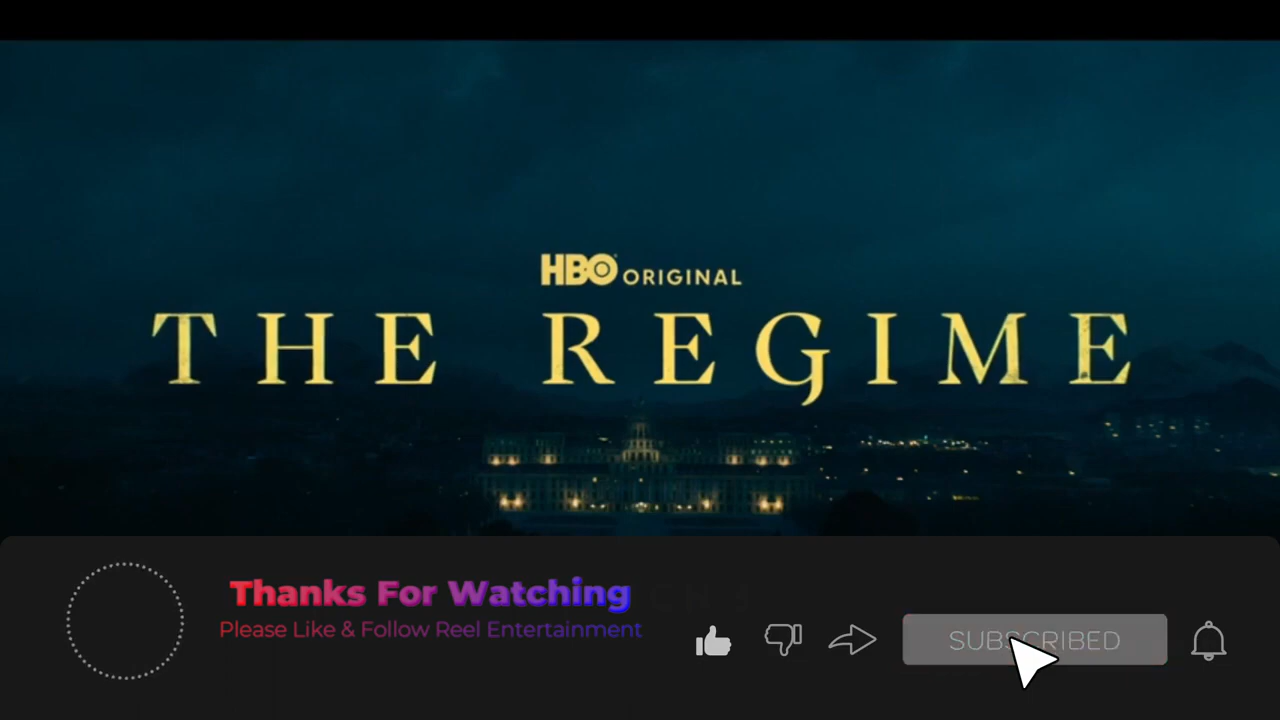 HBO ORIGINAL
THE REGIME
Thanks For Watching
Please Like & Follow Reel Entertainment
SUBSCRIBED